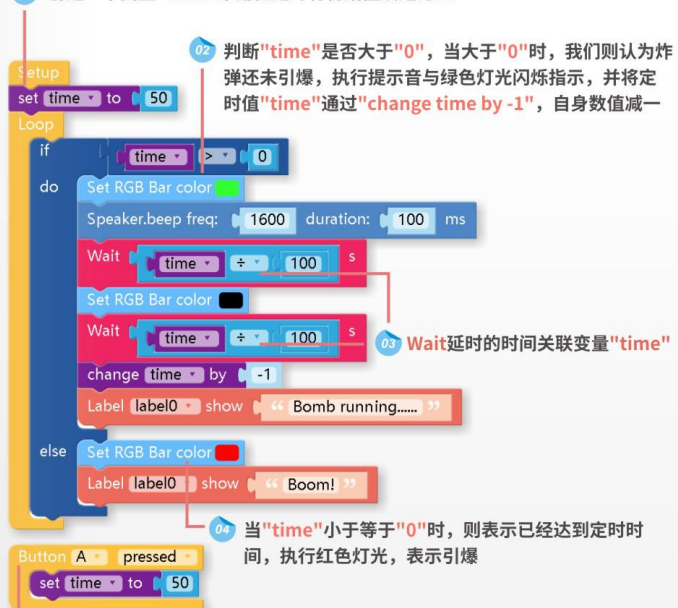 02 判断"time"是否大于"0"，当大于"0"时，我们则认为炸
弹还未引爆，执行提示音与绿色灯光闪烁指示，并将定
时值"time"通过"change time by -1"，自身数值减一
Setup
set time to 50
Loop
if time > 0
do Set RGB Bar color
Speaker.beep freq: 1600 duration: 100 ms
Wait time ÷ 100 s
Set RGB Bar color
Wait time ÷ 100 s
03 Wait延时的时间关联变量"time"
change time by -1
Label label0 show “ Bomb running...... ”
else Set RGB Bar color
Label label0 show “ Boom! ”
04 当"time"小于等于"0"时，则表示已经达到定时时
间，执行红色灯光，表示引爆
Button A pressed
set time to 50